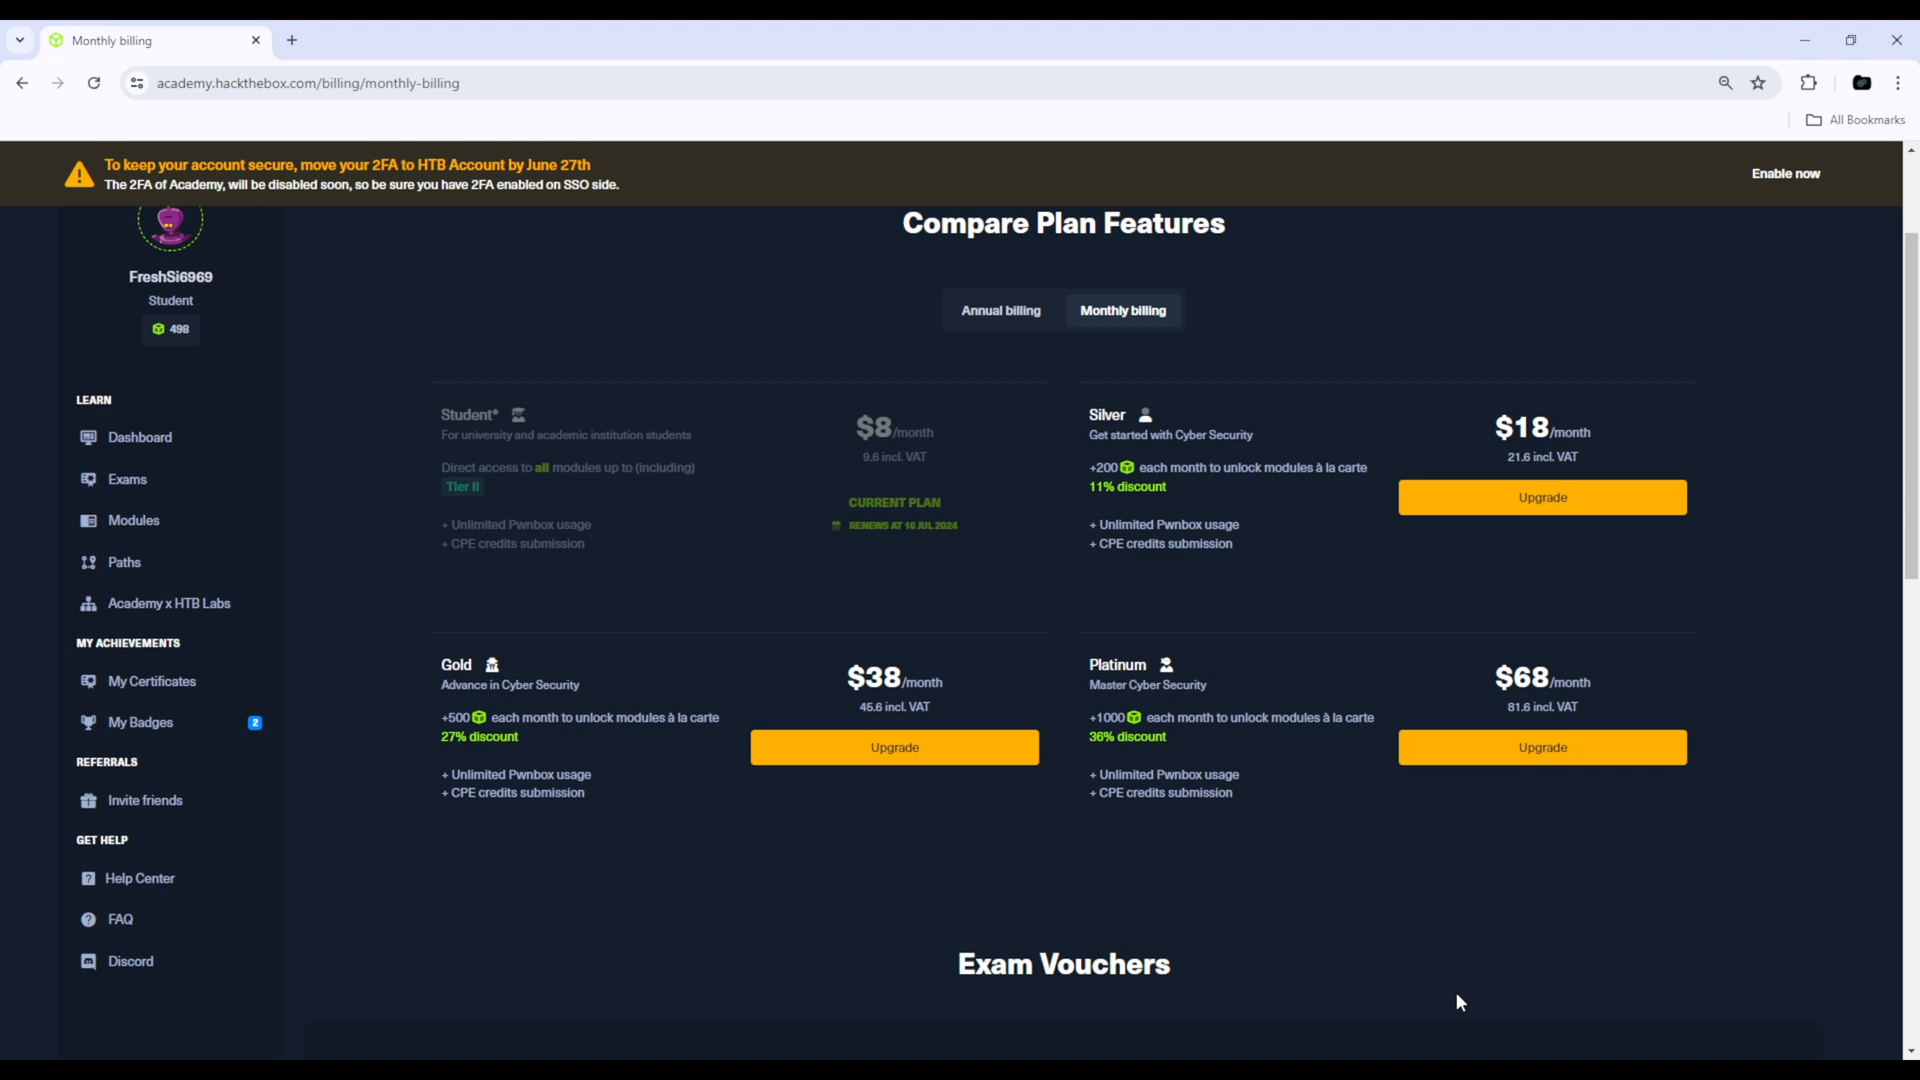 Monthly billing
academy.hackthebox.com/billing/monthly-billing
All Bookmarks
To keep your account secure, move your 2FA to HTB Account by June 27th
The 2FA of Academy, will be disabled soon, so be sure you have 2FA enabled on SSO side.
Enable now
FreshSi6969
Student
498
LEARN
Dashboard
Exams
Modules
Paths
Academy x HTB Labs
MY ACHIEVEMENTS
My Certificates
My Badges
2
REFERRALS
Invite friends
GET HELP
Help Center
FAQ
Discord
Compare Plan Features
Annual billing
Monthly billing
Student*
For university and academic institution students
Direct access to all modules up to (including)
Tier II
+ Unlimited Pwnbox usage
+ CPE credits submission
$8/month
9.6 incl. VAT
CURRENT PLAN
RENEWS AT 16 JUL 2024
Silver
Get started with Cyber Security
+200 each month to unlock modules à la carte
11% discount
+ Unlimited Pwnbox usage
+ CPE credits submission
$18/month
21.6 incl. VAT
Upgrade
Gold
Advance in Cyber Security
+500 each month to unlock modules à la carte
27% discount
+ Unlimited Pwnbox usage
+ CPE credits submission
$38/month
45.6 incl. VAT
Upgrade
Platinum
Master Cyber Security
+1000 each month to unlock modules à la carte
36% discount
+ Unlimited Pwnbox usage
+ CPE credits submission
$68/month
81.6 incl. VAT
Upgrade
Exam Vouchers